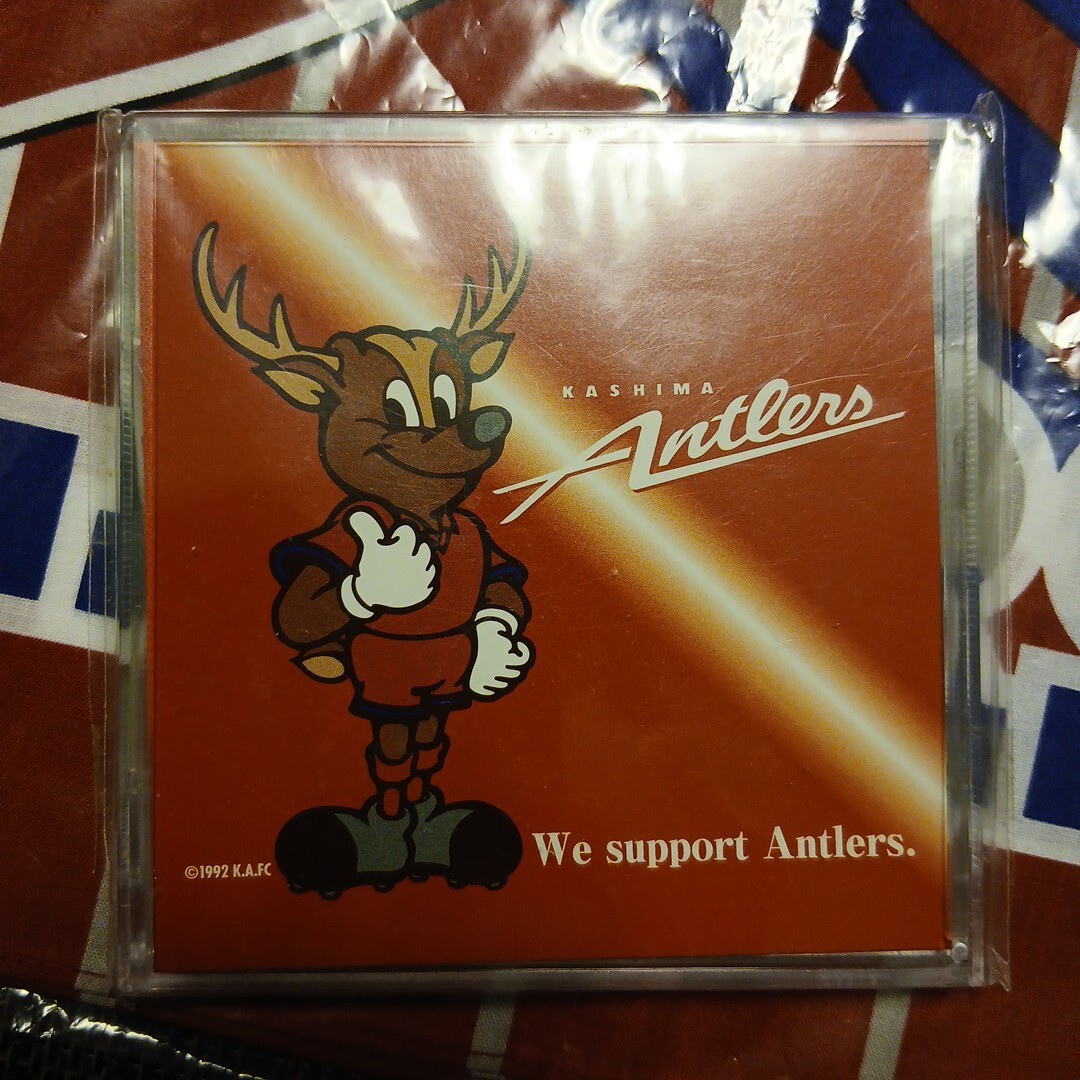 KASHIMA
Antlers
We support Antlers.
©1992 K.A.FC